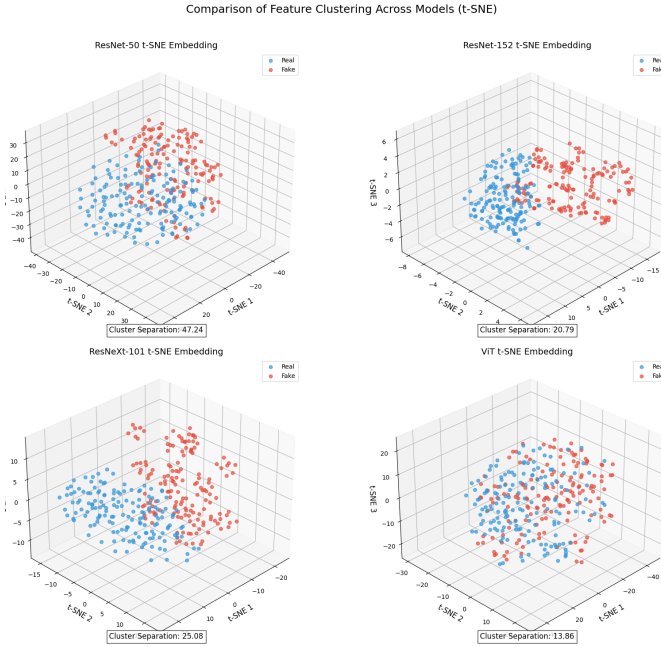 Comparison of Feature Clustering Across Models (t-SNE)
ResNet-50 t-SNE Embedding
Real
Fake
30
20
10
0
−10
−20
−30
−40
−40
−30
−20
−10
0
10
20
30
t-SNE 2
20
0
−20
−40
t-SNE 1
Cluster Separation: 47.24
ResNet-152 t-SNE Embedding
Real
Fake
6
4
2
0
−2
−4
−6
t-SNE 3
−8
−6
−4
−2
0
2
4
t-SNE 2
10
5
0
−5
−10
−15
t-SNE 1
Cluster Separation: 20.79
ResNeXt-101 t-SNE Embedding
Real
Fake
10
5
0
−5
−10
−15
−10
−5
0
5
10
t-SNE 2
10
0
−10
−20
t-SNE 1
Cluster Separation: 25.08
ViT t-SNE Embedding
Real
Fake
20
10
0
−10
−20
t-SNE 3
−30
−20
−10
0
10
t-SNE 2
20
0
−20
−40
t-SNE 1
Cluster Separation: 13.86